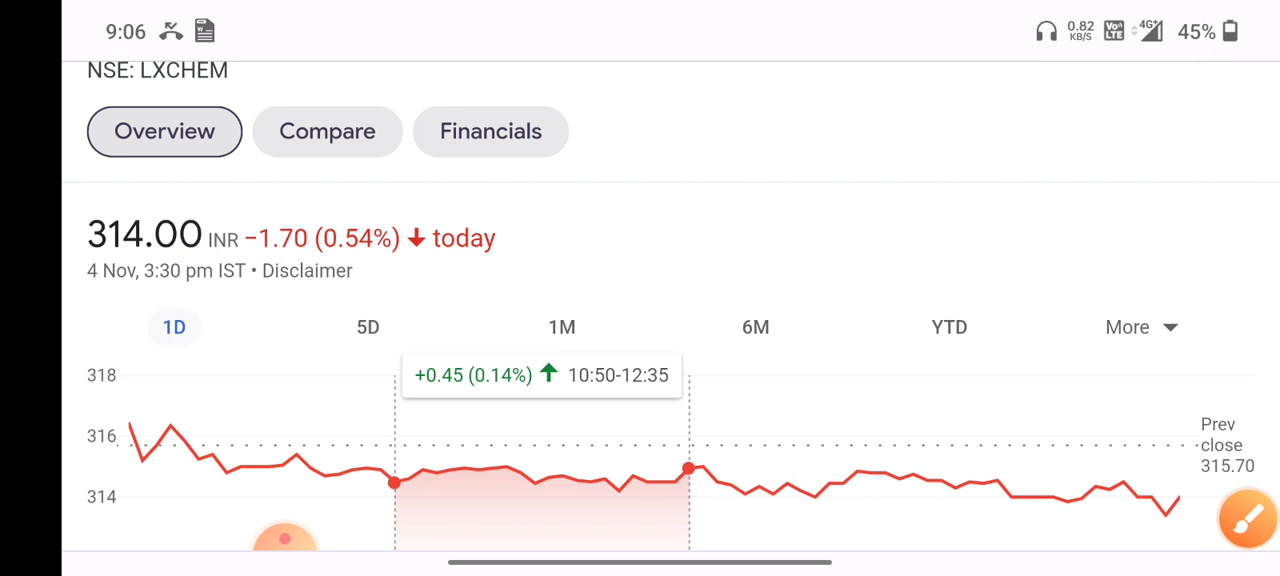 9:06 0.82 KB/S Vo LTE 4G+ 45%
NSE: LXCHEM
Overview Compare Financials
314.00 INR −1.70 (0.54%) ↓ today
4 Nov, 3:30 pm IST • Disclaimer
1D 5D 1M 6M YTD More
+0.45 (0.14%) ↑ 10:50-12:35
318
316
314
Prev
close
315.70